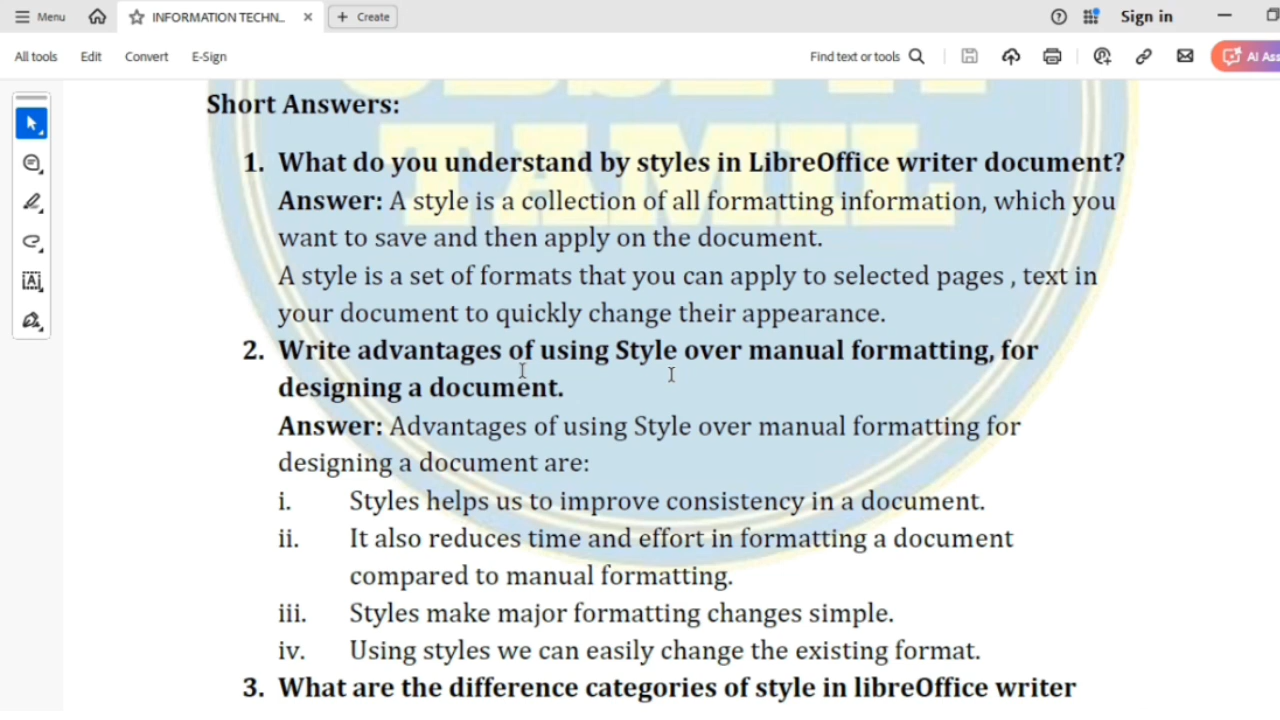 Menu
INFORMATION TECHN...
Create
Sign in
All tools
Edit
Convert
E-Sign
Find text or tools
AI Ass
TAMIL
Short Answers:
1. What do you understand by styles in LibreOffice writer document?
Answer: A style is a collection of all formatting information, which you
want to save and then apply on the document.
A style is a set of formats that you can apply to selected pages , text in
your document to quickly change their appearance.
2. Write advantages of using Style over manual formatting, for
designing a document.
Answer: Advantages of using Style over manual formatting for
designing a document are:
i. Styles helps us to improve consistency in a document.
ii. It also reduces time and effort in formatting a document
compared to manual formatting.
iii. Styles make major formatting changes simple.
iv. Using styles we can easily change the existing format.
3. What are the difference categories of style in libreOffice writer